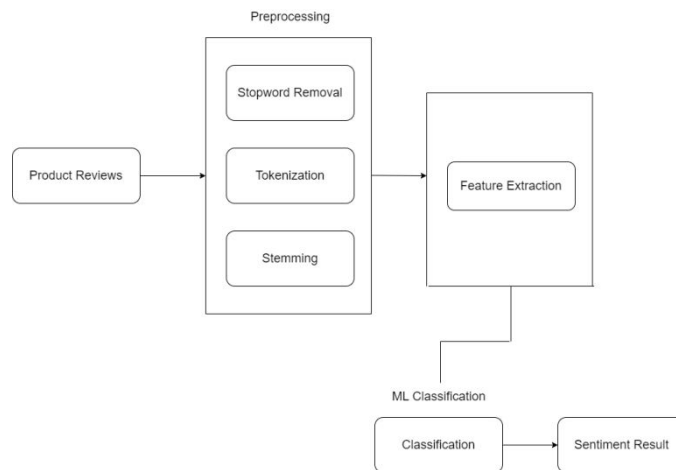 Preprocessing
Stopword Removal
Product Reviews
Tokenization
Feature Extraction
Stemming
ML Classification
Classification
Sentiment Result